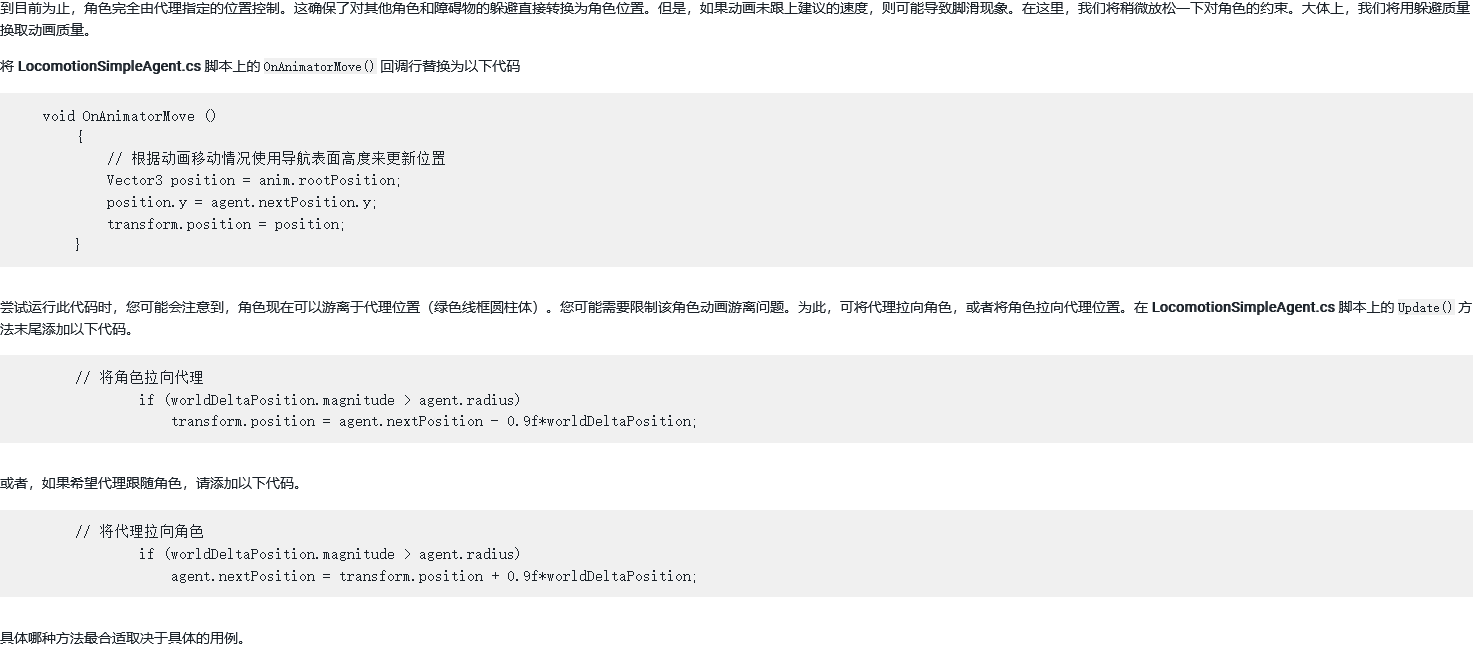 到目前为止，角色完全由代理指定的位置控制。这确保了对其他角色和障碍物的躲避直接转换为角色位置。但是，如果动画未跟上建议的速度，则可能导致脚滑现象。在这里，我们将稍微放松一下对角色的约束。大体上，我们将用躲避质量
换取动画质量。
将 LocomotionSimpleAgent.cs 脚本上的 OnAnimatorMove() 回调行替换为以下代码
void OnAnimatorMove ()
{
// 根据动画移动情况使用导航表面高度来更新位置
Vector3 position = anim.rootPosition;
position.y = agent.nextPosition.y;
transform.position = position;
}
尝试运行此代码时，您可能会注意到，角色现在可以游离于代理位置（绿色线框圆柱体）。您可能需要限制该角色动画游离问题。为此，可将代理拉向角色，或者将角色拉向代理位置。在 LocomotionSimpleAgent.cs 脚本上的 Update() 方
法末尾添加以下代码。
// 将角色拉向代理
if (worldDeltaPosition.magnitude > agent.radius)
transform.position = agent.nextPosition - 0.9f*worldDeltaPosition;
或者，如果希望代理跟随角色，请添加以下代码。
// 将代理拉向角色
if (worldDeltaPosition.magnitude > agent.radius)
agent.nextPosition = transform.position + 0.9f*worldDeltaPosition;
具体哪种方法最合适取决于具体的用例。